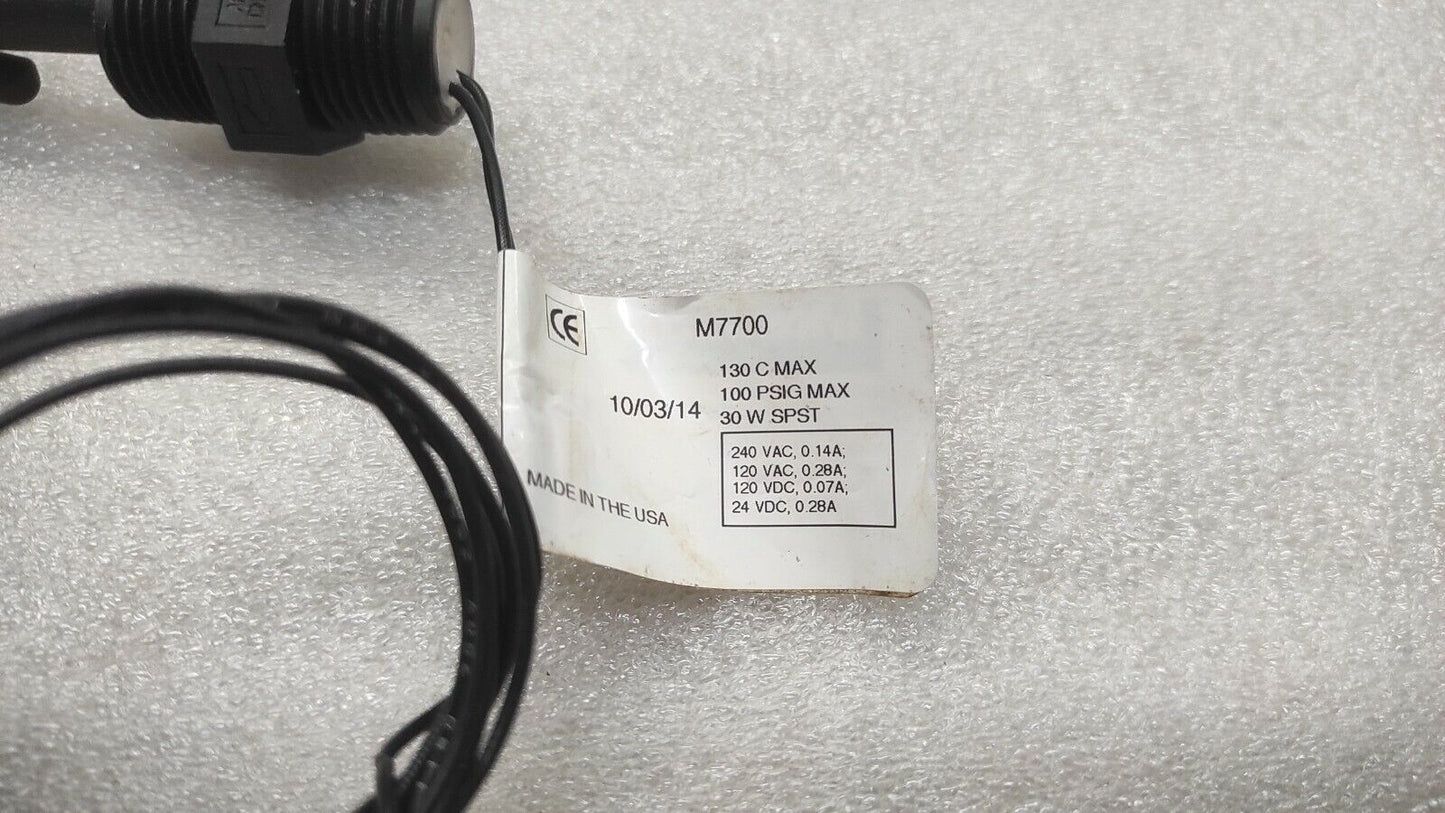 CE
M7700
130 C MAX
100 PSIG MAX
10/03/14
30 W SPST
240 VAC, 0.14A;
120 VAC, 0.28A;
120 VDC, 0.07A;
24 VDC, 0.28A
MADE IN THE USA